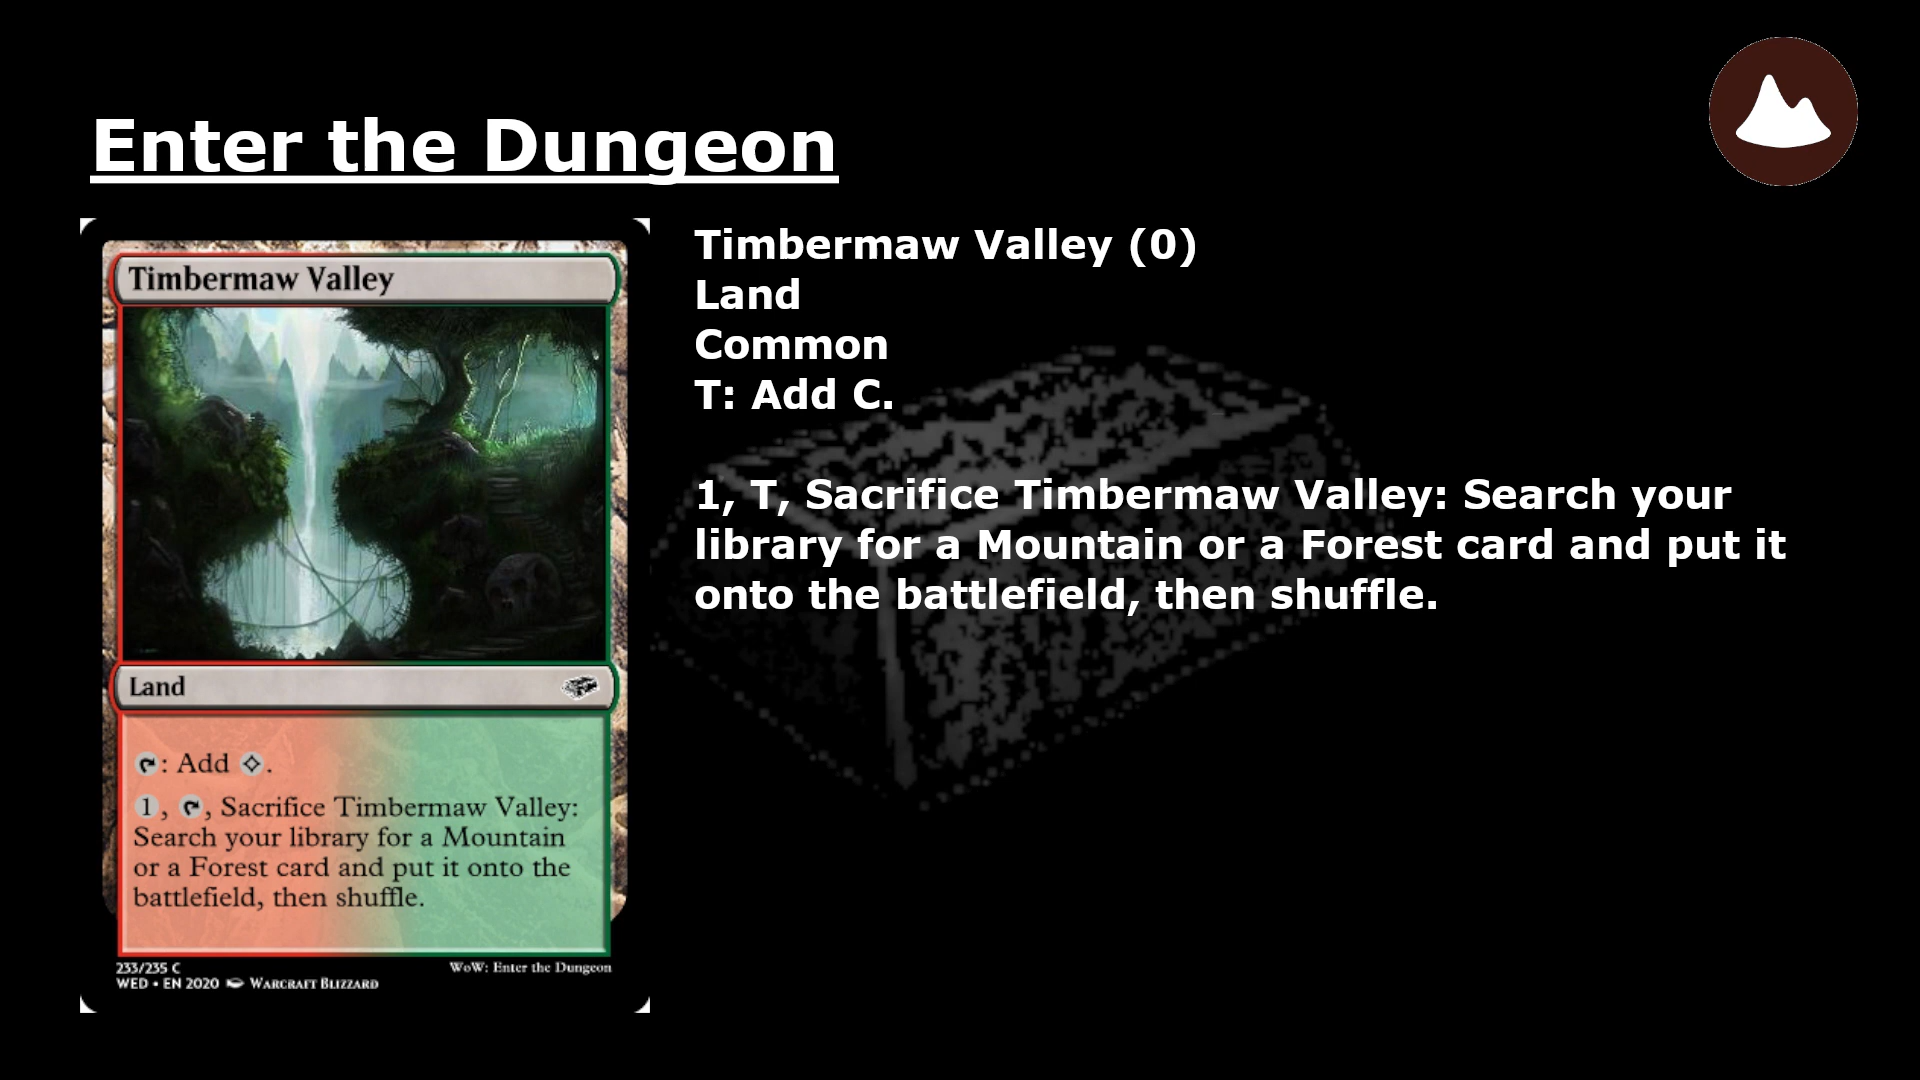 Enter the Dungeon
Timbermaw Valley
Land
: Add .
1, , Sacrifice Timbermaw Valley:
Search your library for a Mountain
or a Forest card and put it onto the
battlefield, then shuffle.
233/235 C
WED • EN 2020 Warcraft Blizzard
WoW: Enter the Dungeon
Timbermaw Valley (0)
Land
Common
T: Add C.
1, T, Sacrifice Timbermaw Valley: Search your
library for a Mountain or a Forest card and put it
onto the battlefield, then shuffle.